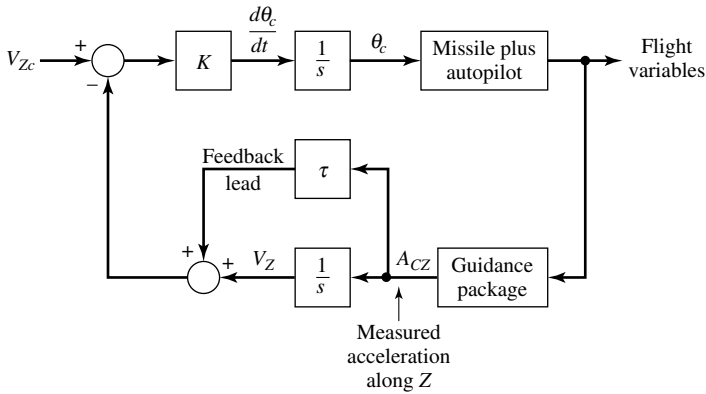 V_Zc
+
−
K
dθ_c
dt
1
s
θ_c
Missile plus
autopilot
Flight
variables
Feedback
lead
τ
+
+
V_Z
1
s
A_CZ
Guidance
package
Measured
acceleration
along Z